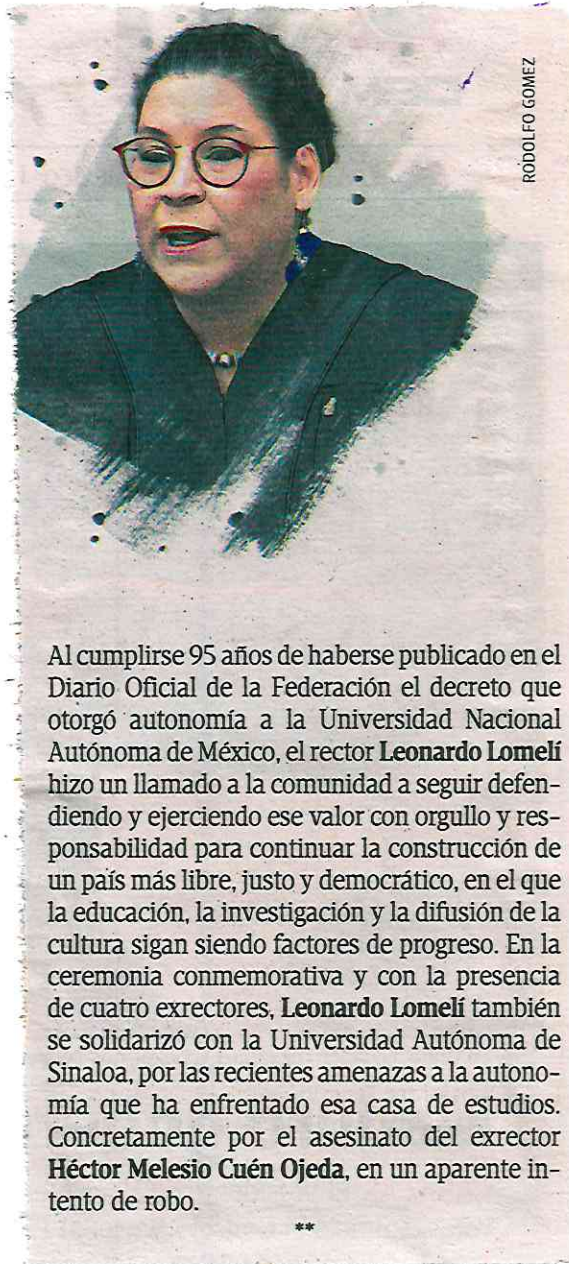 RODOLFO GOMEZ
Al cumplirse 95 años de haberse publicado en el
Diario Oficial de la Federación el decreto que
otorgó autonomía a la Universidad Nacional
Autónoma de México, el rector Leonardo Lomelí
hizo un llamado a la comunidad a seguir defen-
diendo y ejerciendo ese valor con orgullo y res-
ponsabilidad para continuar la construcción de
un país más libre, justo y democrático, en el que
la educación, la investigación y la difusión de la
cultura sigan siendo factores de progreso. En la
ceremonia conmemorativa y con la presencia
de cuatro exrectores, Leonardo Lomelí también
se solidarizó con la Universidad Autónoma de
Sinaloa, por las recientes amenazas a la autono-
mía que ha enfrentado esa casa de estudios.
Concretamente por el asesinato del exrector
Héctor Melesio Cuén Ojeda, en un aparente in-
tento de robo.
**